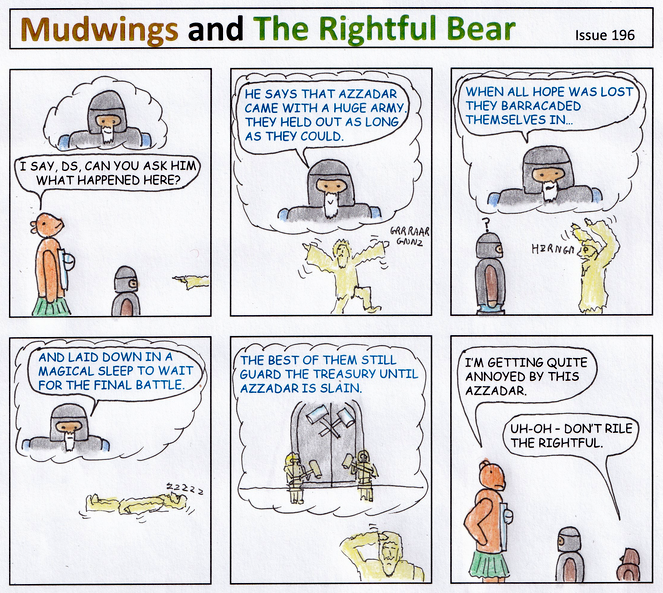 Mudwings and The Rightful Bear
Issue 196
I SAY, DS, CAN YOU ASK HIM
WHAT HAPPENED HERE?
HE SAYS THAT AZZADAR
CAME WITH A HUGE ARMY.
THEY HELD OUT AS LONG
AS THEY COULD.
GRRRAAR
GNNZ
WHEN ALL HOPE WAS LOST
THEY BARRACADED
THEMSELVES IN...
?
HZRNGA
AND LAID DOWN IN A
MAGICAL SLEEP TO WAIT
FOR THE FINAL BATTLE.
ZZZZZ
THE BEST OF THEM STILL
GUARD THE TREASURY UNTIL
AZZADAR IS SLAIN.
I'M GETTING QUITE
ANNOYED BY THIS
AZZADAR.
UH-OH - DON'T RILE
THE RIGHTFUL.